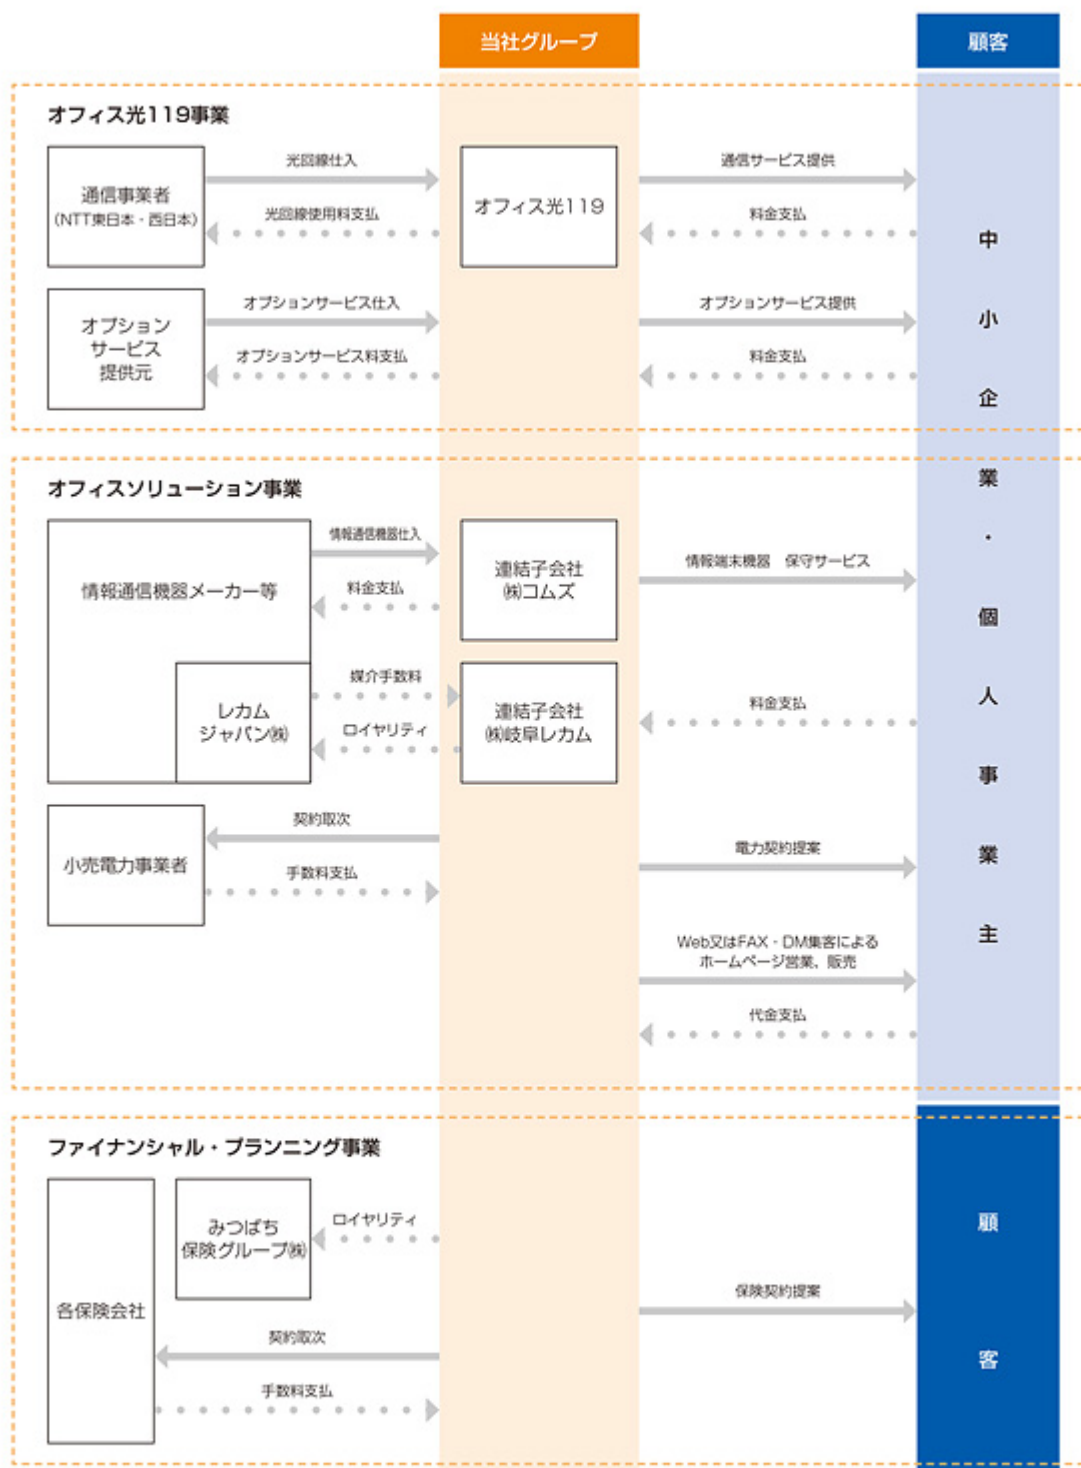 当社グループ
顧客
オフィス光119事業
通信事業者
(NTT東日本・西日本)
光回線仕入
光回線使用料支払
オフィス光119
通信サービス提供
料金支払
オプション
サービス
提供元
オプションサービス仕入
オプションサービス料支払
オプションサービス提供
料金支払
中小企業・個人事業主
オフィスソリューション事業
情報通信機器メーカー等
情報通信機器仕入
料金支払
連結子会社
㈱コムズ
情報端末機器 保守サービス
レカム
ジャパン㈱
媒介手数料
ロイヤリティ
連結子会社
㈱岐阜レカム
料金支払
小売電力事業者
契約取次
手数料支払
電力契約提案
Web又はFAX・DM集客による
ホームページ営業、販売
代金支払
ファイナンシャル・プランニング事業
各保険会社
みつばち
保険グループ㈱
ロイヤリティ
契約取次
手数料支払
保険契約提案
顧客